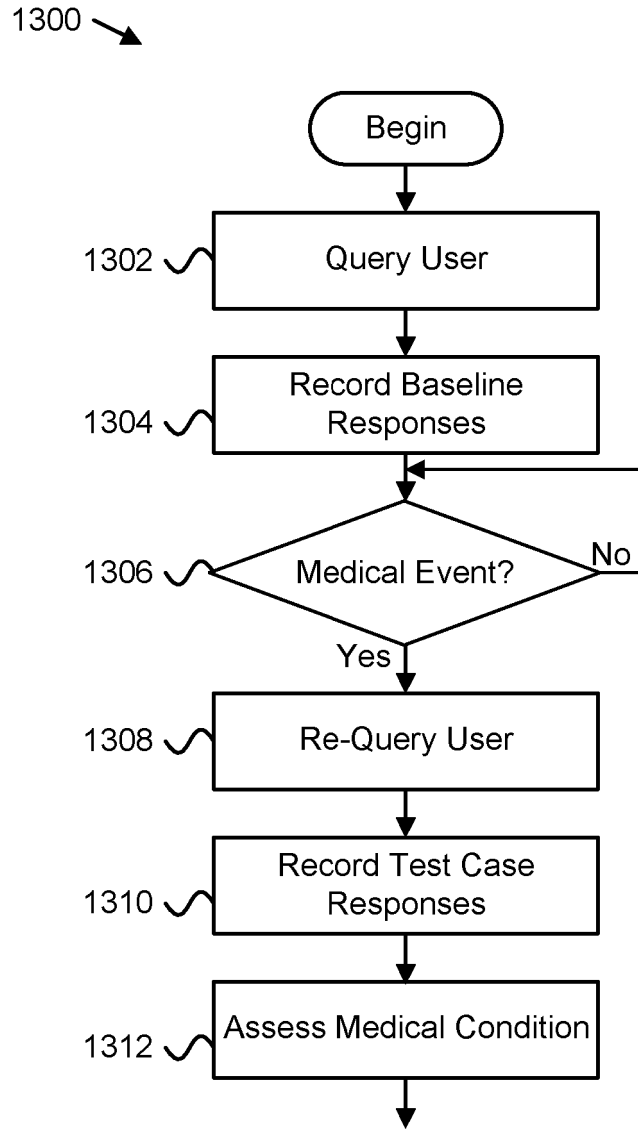 1300
Begin
1302
Query User
1304
Record Baseline
Responses
1306
Medical Event?
No
Yes
1308
Re-Query User
1310
Record Test Case
Responses
1312
Assess Medical Condition